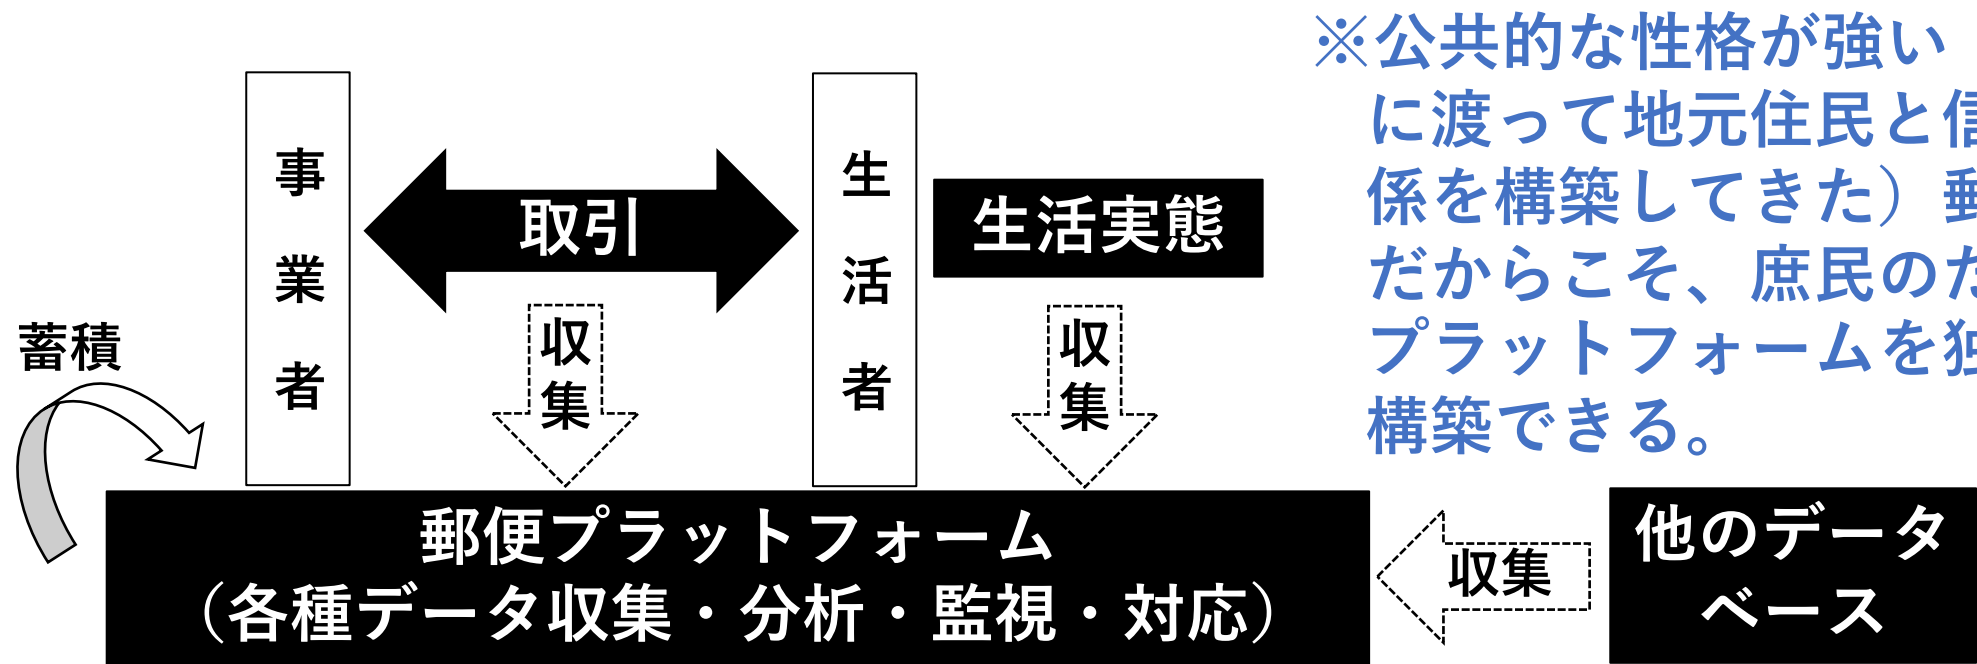 ※公共的な性格が強い（
に渡って地元住民と
係を構築してきた）
だからこそ、庶民の
プラットフォームを
構築できる。
事業者
取引
生活者
生活実態
収集
収集
蓄積
郵便プラットフォーム
（各種データ収集・分析・監視・対応）
収集
他のデータ
ベース